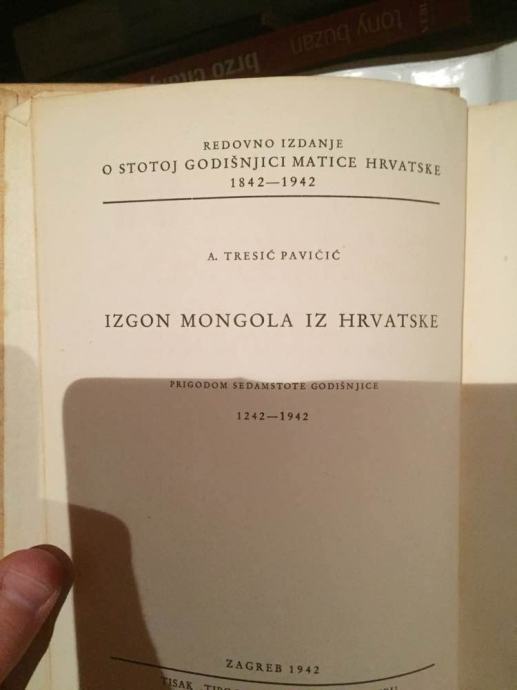 tony buzan
brzo čitanje
REDOVNO IZDANJE
O STOTOJ GODIŠNJICI MATICE HRVATSKE
1842—1942
A. TRESIĆ PAVIČIĆ
IZGON MONGOLA IZ HRVATSKE
PRIGODOM SEDAMSTOTE GODIŠNJICE
1242—1942
ZAGREB 1942
TISAK